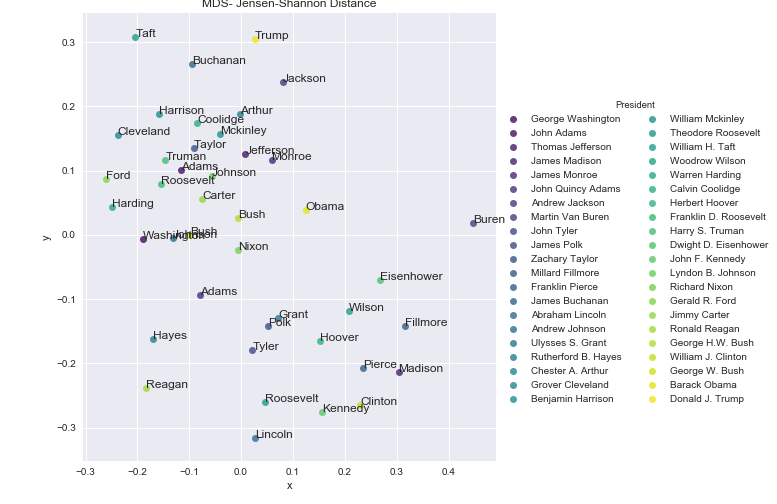 MDS- Jensen-Shannon Distance
Taft
Trump
Buchanan
Jackson
Harrison
Arthur
Coolidge
Cleveland
Mckinley
Taylor
Jefferson
Truman
Monroe
Adams
Ford
Johnson
Roosevelt
Carter
Harding
Bush
Obama
Buren
Washington
Johnson
Bush
Nixon
Eisenhower
Adams
Wilson
Grant
Polk
Fillmore
Hayes
Hoover
Tyler
Pierce
Madison
Reagan
Roosevelt
Clinton
Kennedy
Lincoln
0.3
0.2
0.1
0.0
−0.1
−0.2
−0.3
y
−0.3 −0.2 −0.1 0.0 0.1 0.2 0.3 0.4
x
President
George Washington
John Adams
Thomas Jefferson
James Madison
James Monroe
John Quincy Adams
Andrew Jackson
Martin Van Buren
John Tyler
James Polk
Zachary Taylor
Millard Fillmore
Franklin Pierce
James Buchanan
Abraham Lincoln
Andrew Johnson
Ulysses S. Grant
Rutherford B. Hayes
Chester A. Arthur
Grover Cleveland
Benjamin Harrison
William Mckinley
Theodore Roosevelt
William H. Taft
Woodrow Wilson
Warren Harding
Calvin Coolidge
Herbert Hoover
Franklin D. Roosevelt
Harry S. Truman
Dwight D. Eisenhower
John F. Kennedy
Lyndon B. Johnson
Richard Nixon
Gerald R. Ford
Jimmy Carter
Ronald Reagan
George H.W. Bush
William J. Clinton
George W. Bush
Barack Obama
Donald J. Trump